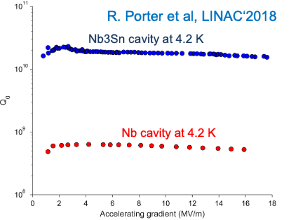 R. Porter et al, LINAC'2018
10¹¹
Nb3Sn cavity at 4.2 K
10¹⁰
Q₀
10⁹
Nb cavity at 4.2 K
10⁸
0 2 4 6 8 10 12 14 16 18
Accelerating gradient (MV/m)